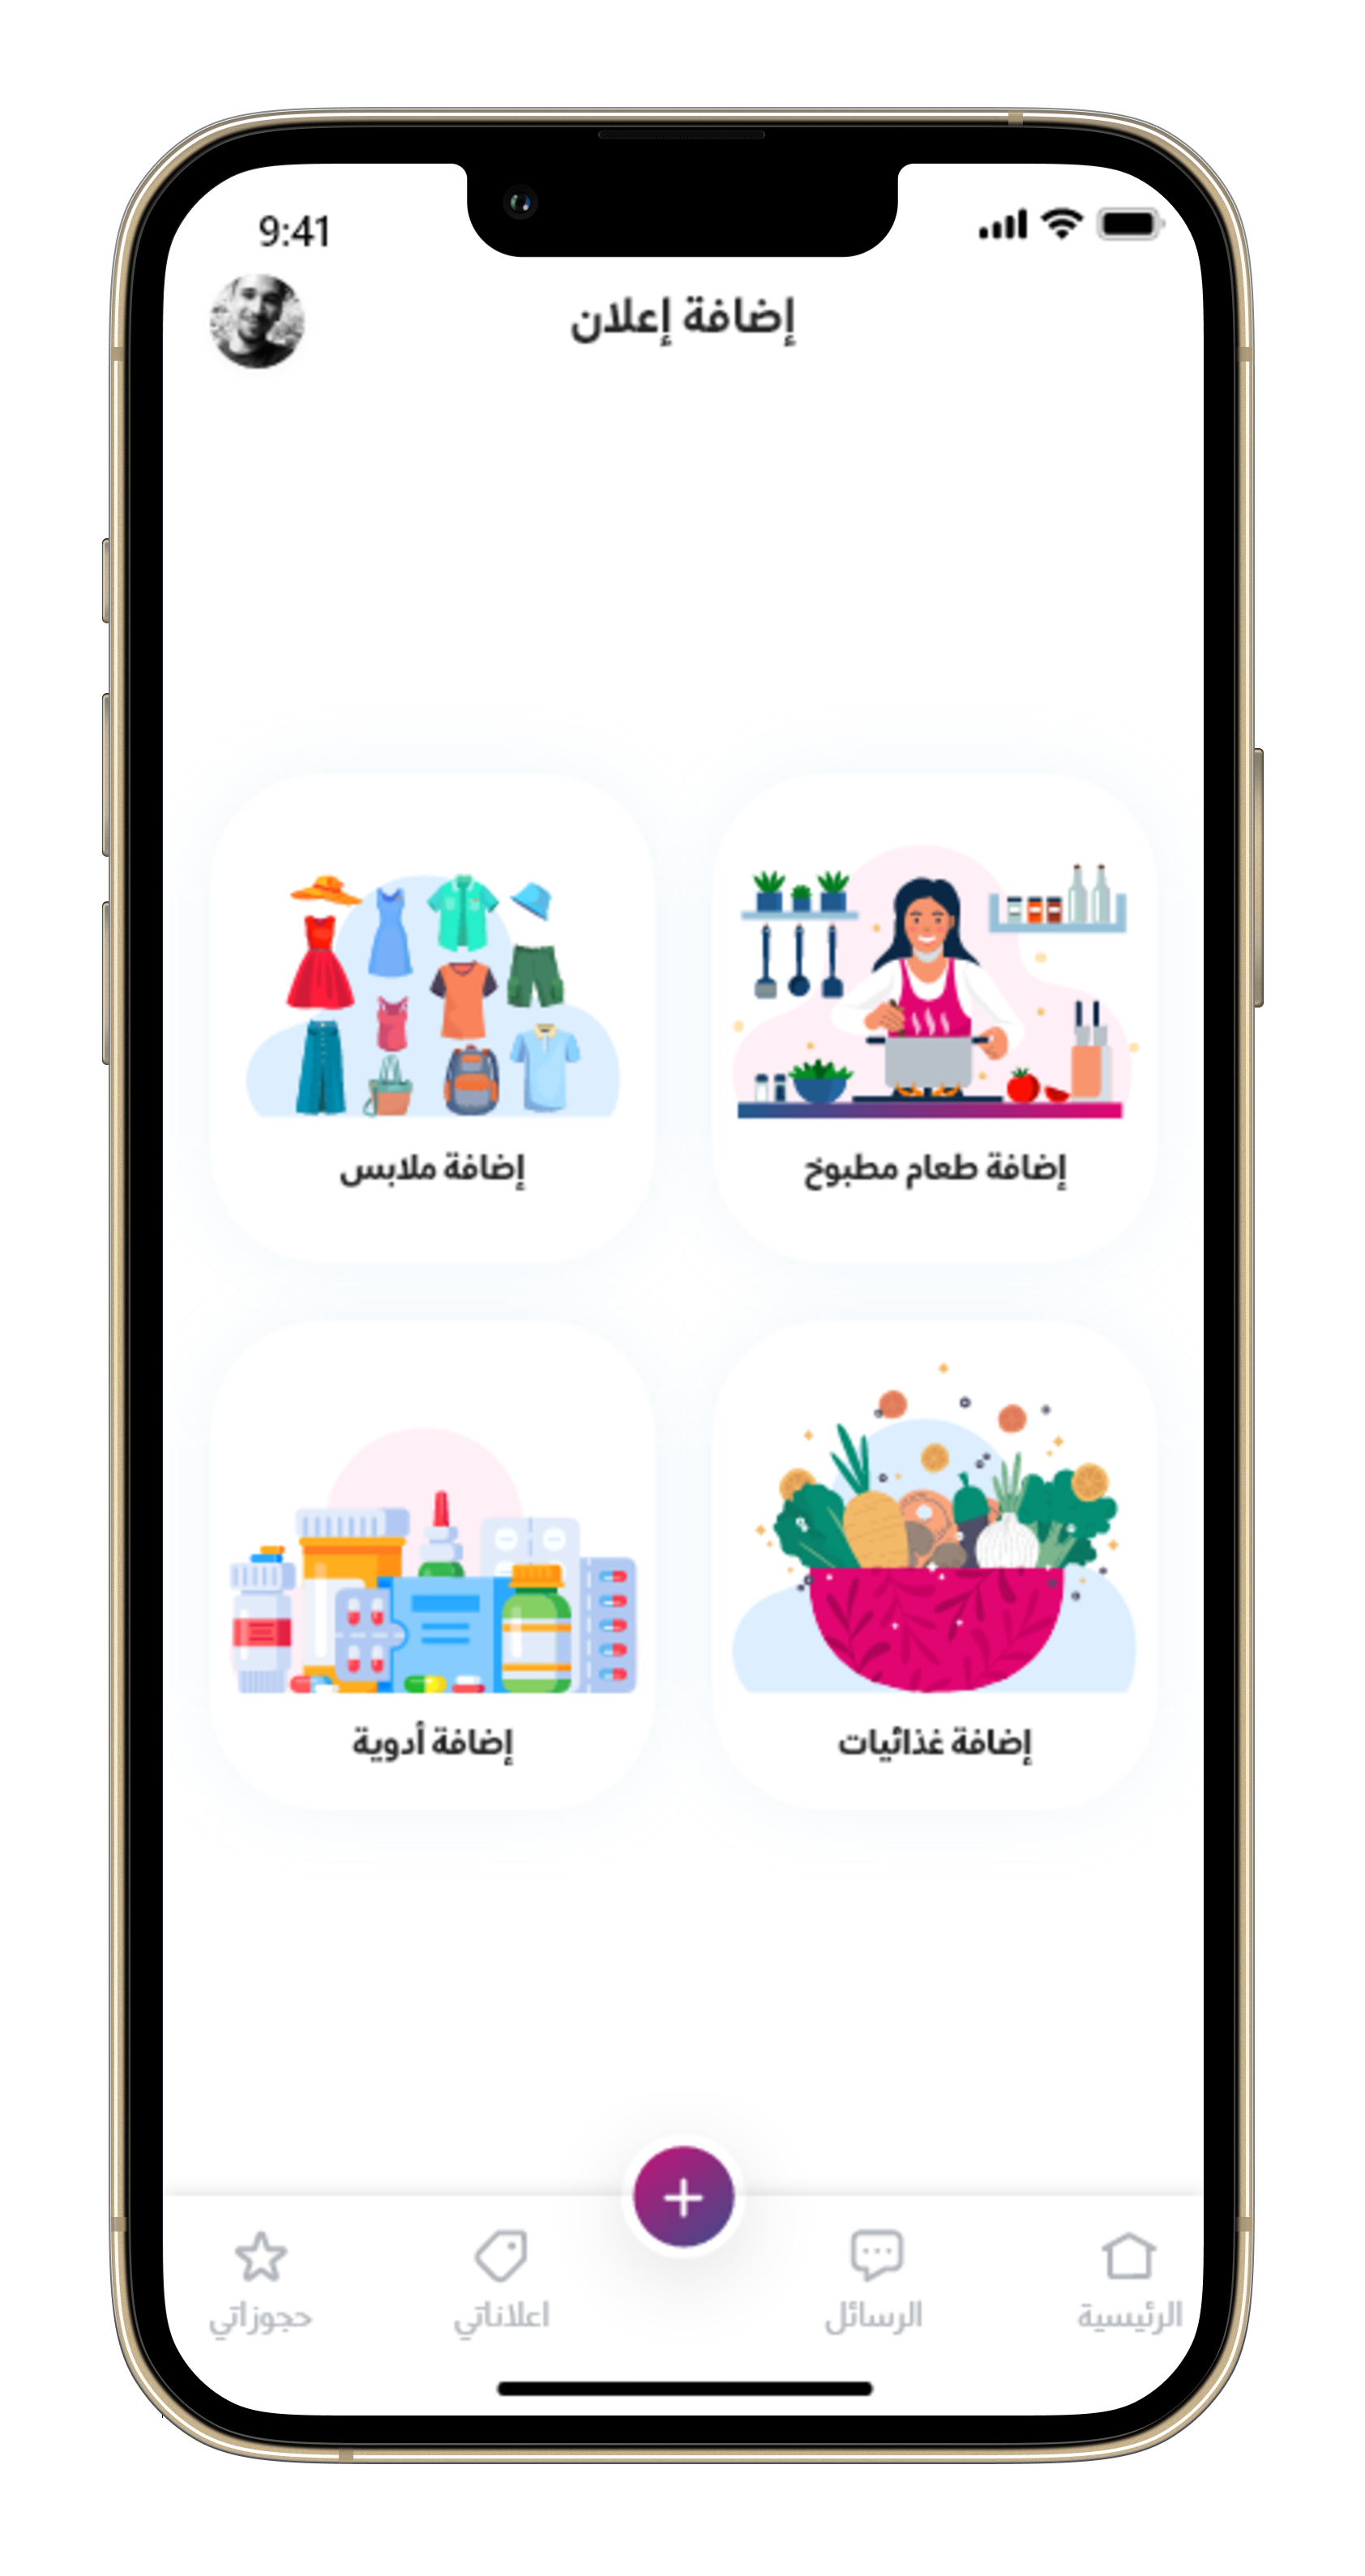 9:41
إضافة إعلان
إضافة طعام مطبوخ
إضافة ملابس
إضافة غذائيات
إضافة أدوية
الرئيسية
الرسائل
اعلاناتي
حجوزاتي